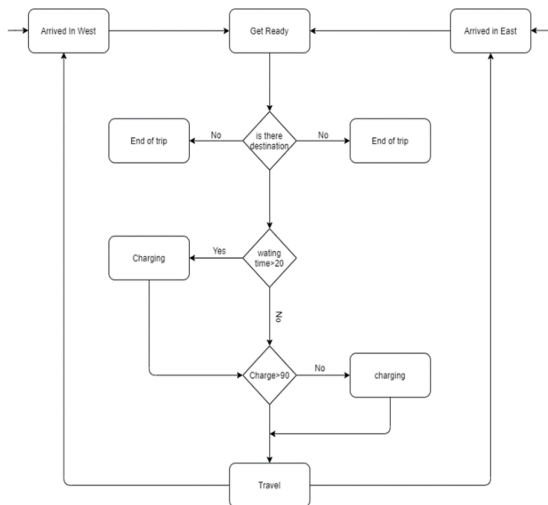 Arrived In West
Get Ready
Arrived in East
End of trip
No
is there
destination
No
End of trip
Charging
Yes
wating
time>20
No
Charge>90
No
charging
Travel